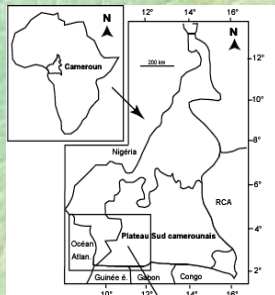 N
Cameroun
12° 14° 16°
N
200 km
12°
10°
Nigéria
8°
6°
RCA
Plateau Sud camerounais
4°
Océan
Atlan.
2°
Guinée é. Gabon Congo
10° 12° 14° 16°